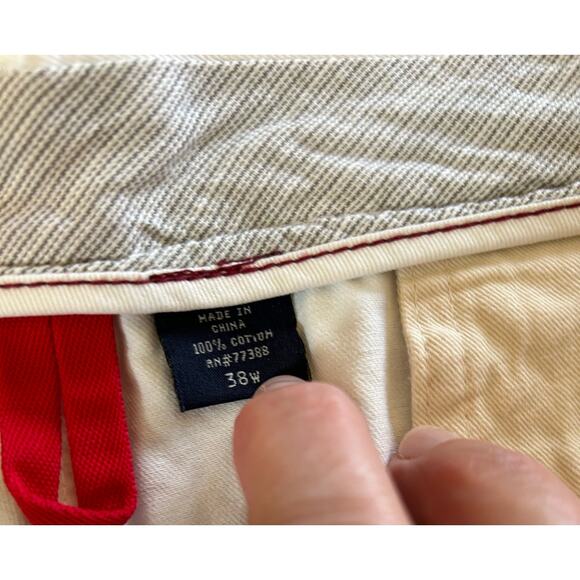 MADE IN
CHINA
100% COTTON
RN#77388
38W